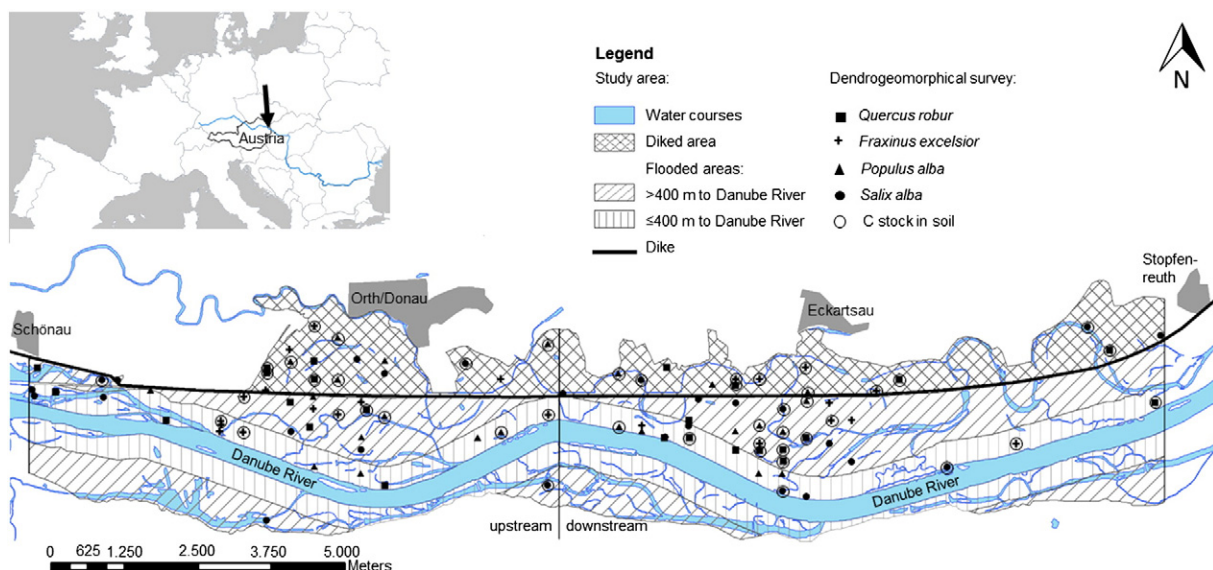 Austria
Legend
Study area:
Water courses
Diked area
Flooded areas:
>400 m to Danube River
≤400 m to Danube River
Dike
Dendrogeomorphical survey:
Quercus robur
Fraxinus excelsior
Populus alba
Salix alba
C stock in soil
N
Schönau
Orth/Donau
Eckartsau
Stopfen-
reuth
Danube River
Danube River
upstream
downstream
0 625 1.250 2.500 3.750 5.000
Meters